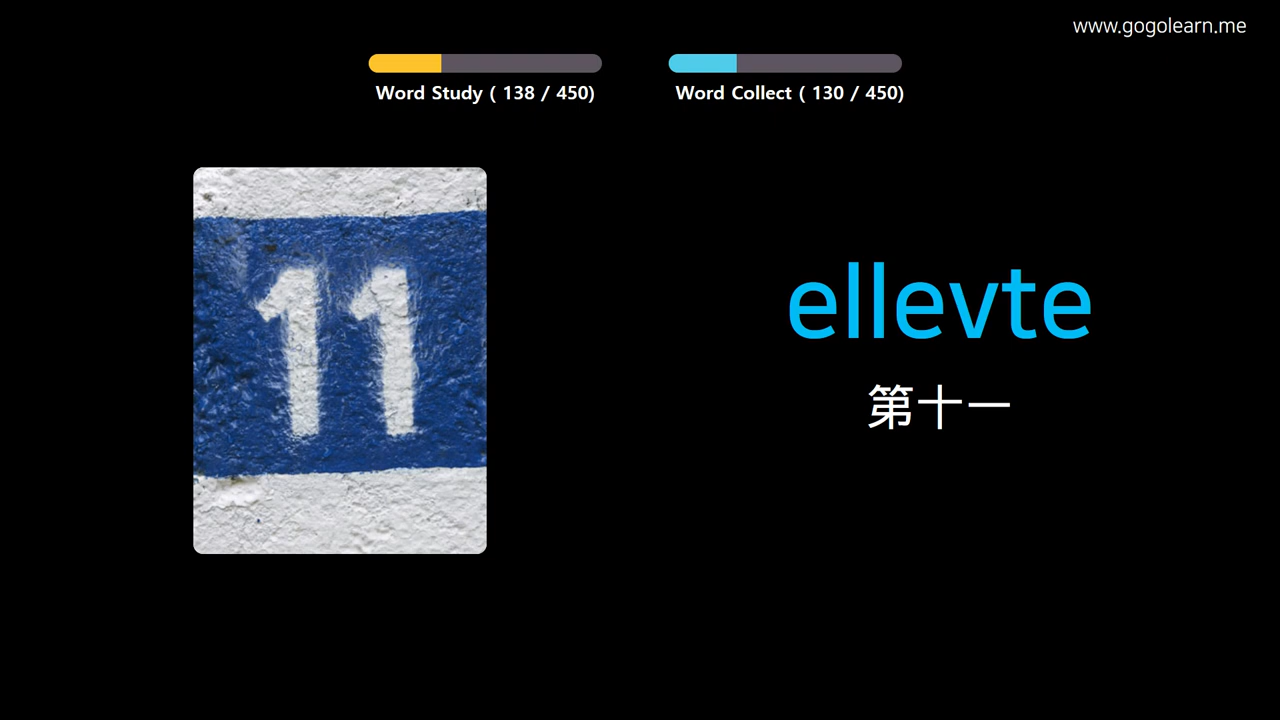 www.gogolearn.me
Word Study ( 138 / 450)
Word Collect ( 130 / 450)
11
ellevte
第十一